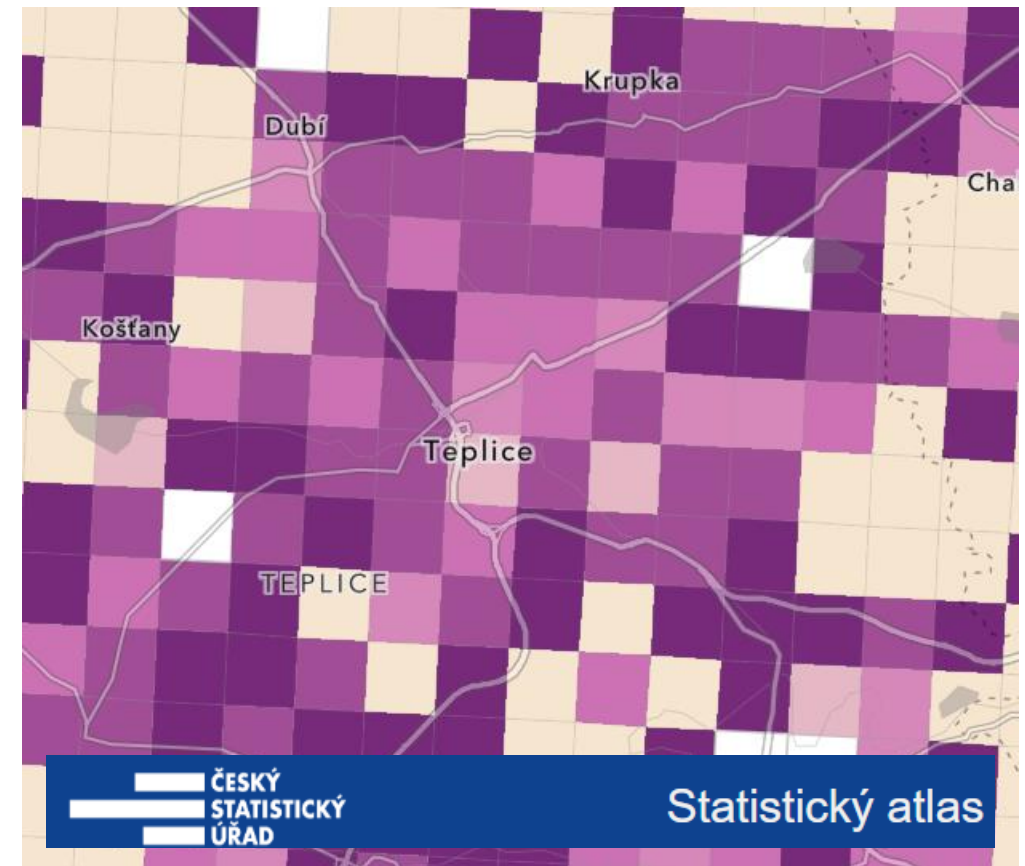 Krupka
Dubí
Cha
Košťany
Teplice
TEPLICE
ČESKÝ
STATISTICKÝ
ÚŘAD
Statistický atlas